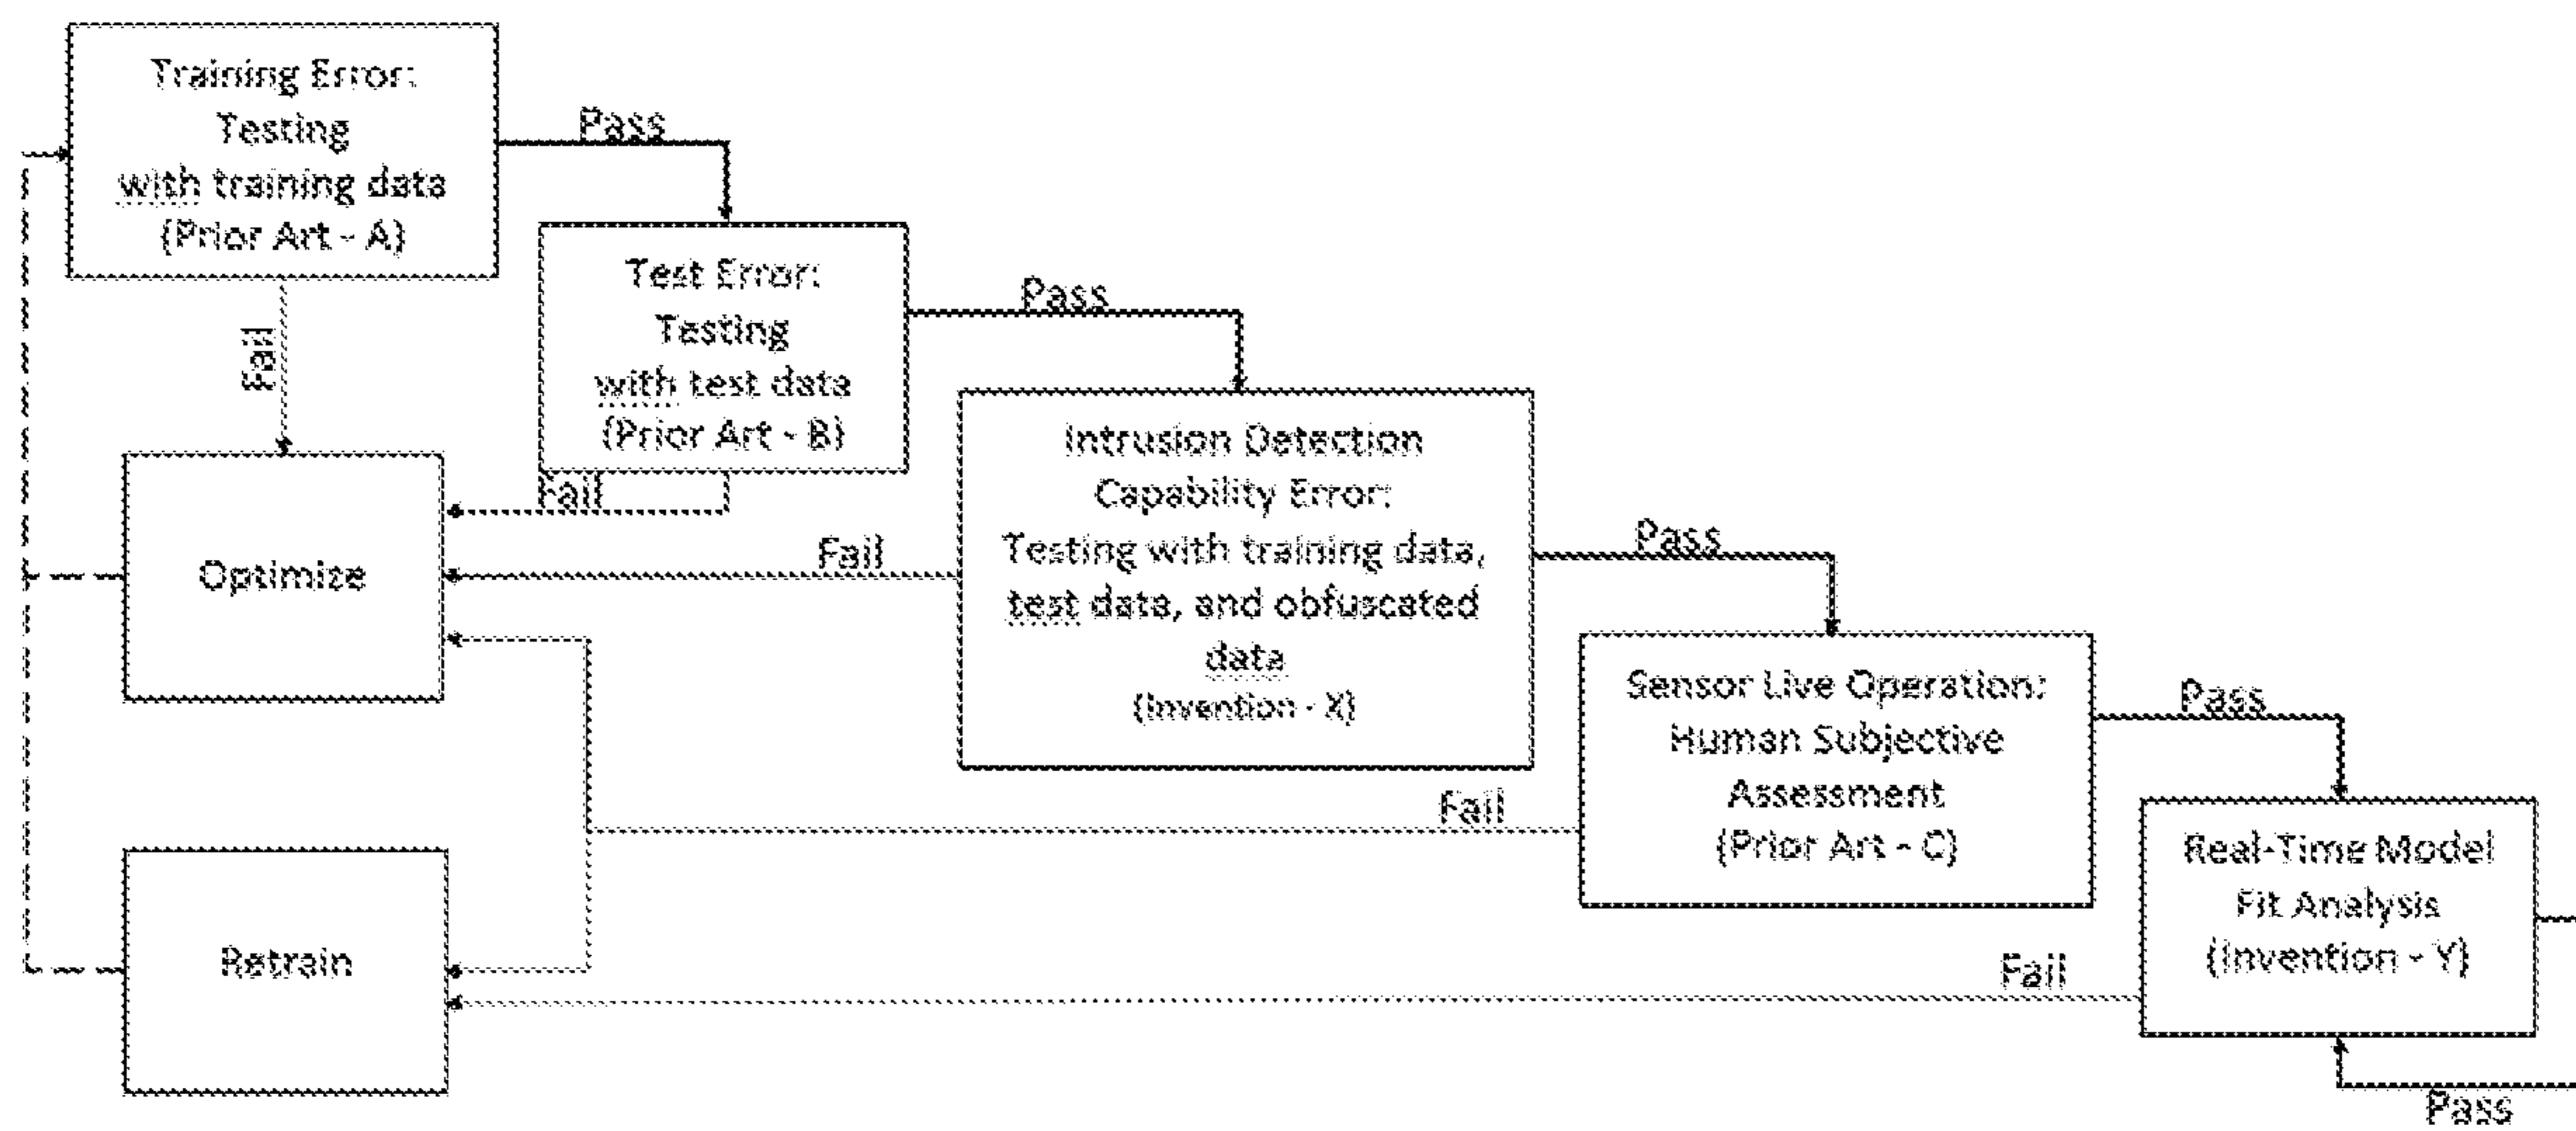 Training Error:
Testing
with training data
(Prior Art - A)
Pass
Fail
Test Error:
Testing
with test data
(Prior Art - B)
Pass
Fail
Intrusion Detection
Capability Error:
Testing with training data,
test data, and obfuscated
data
(Invention - X)
Pass
Fail
Optimize
Sensor Live Operation:
Human Subjective
Assessment
(Prior Art - C)
Pass
Fail
Real-Time Model
Fit Analysis
(Invention - Y)
Fail
Retrain
Pass